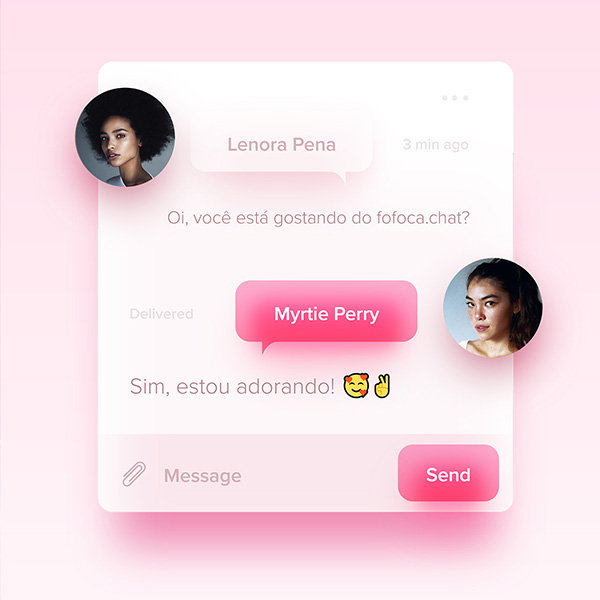 Lenora Pena
3 min ago
Oi, você está gostando do fofoca.chat?
Delivered
Myrtie Perry
Sim, estou adorando! 🥰✌️
Message
Send